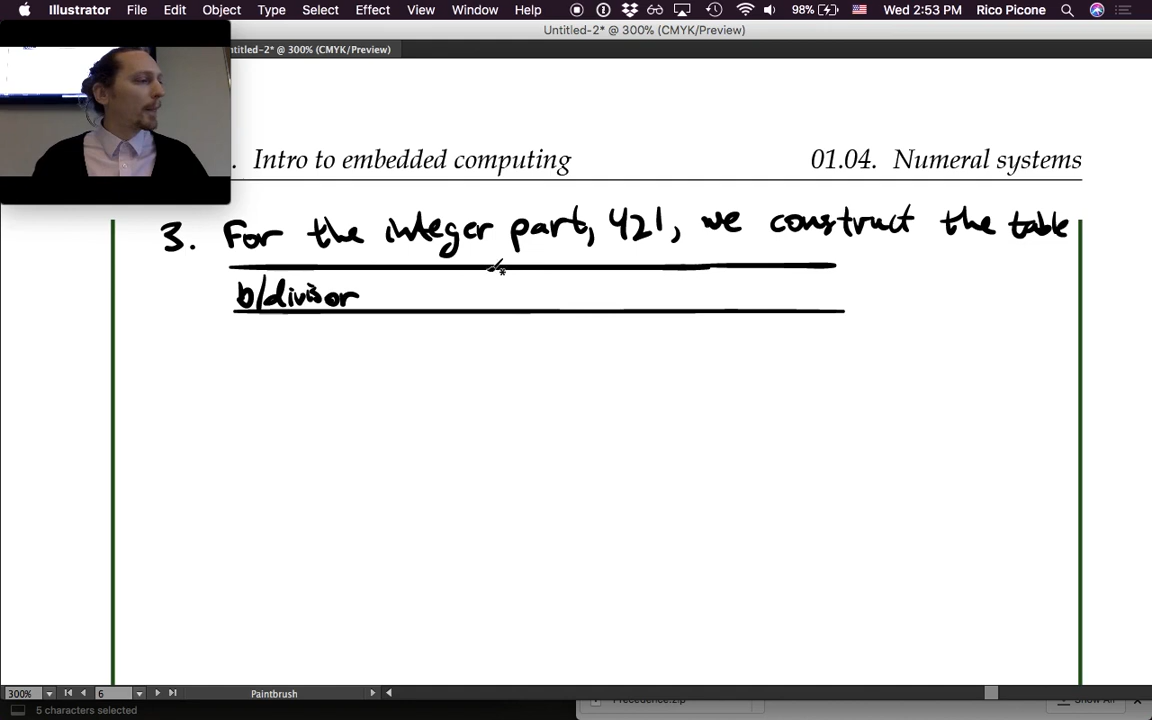 Illustrator File Edit Object Type Select Effect View Window Help 98% Wed 2:53 PM Rico Picone
Untitled-2* @ 300% (CMYK/Preview)
ntitled-2* @ 300% (CMYK/Preview)
. Intro to embedded computing 01.04. Numeral systems
3. For the integer part, 421, we construct the table
b/divisor
300% 6 Paintbrush
5 characters selected